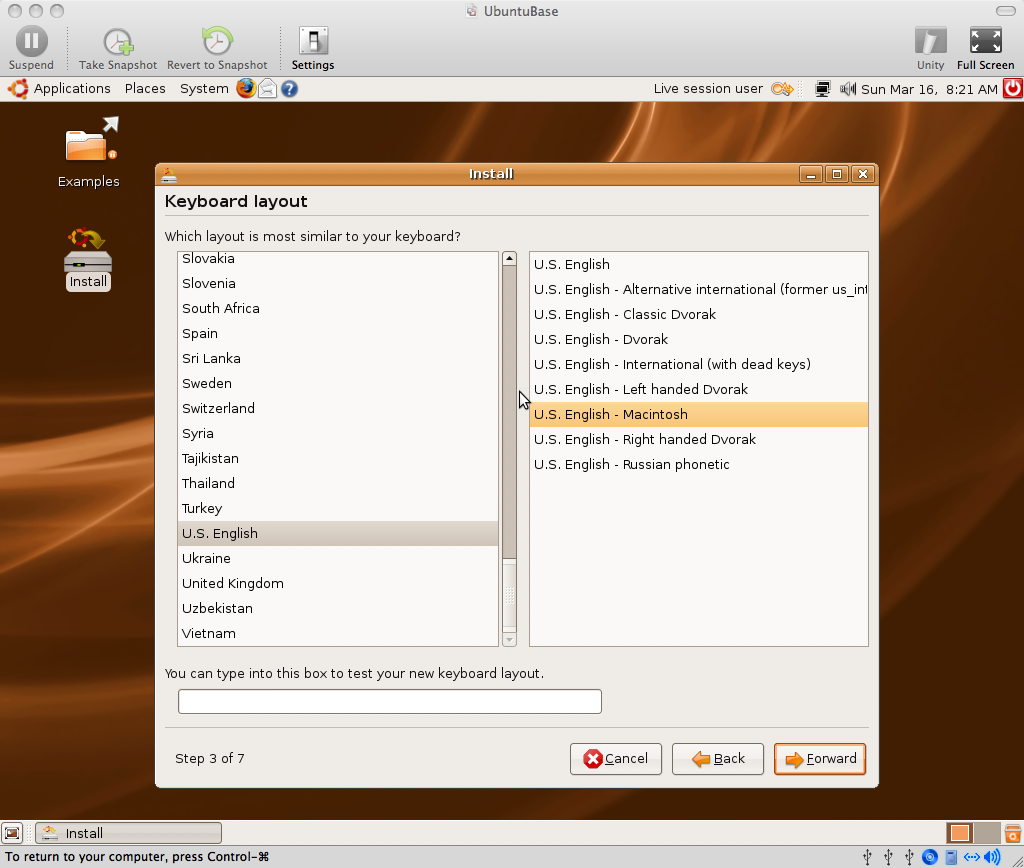 UbuntuBase
Suspend
Take Snapshot
Revert to Snapshot
Settings
Unity
Full Screen
Applications Places System
Live session user
Sun Mar 16, 8:21 AM
Examples
Install
Install
Keyboard layout
Which layout is most similar to your keyboard?
Slovakia
Slovenia
South Africa
Spain
Sri Lanka
Sweden
Switzerland
Syria
Tajikistan
Thailand
Turkey
U.S. English
Ukraine
United Kingdom
Uzbekistan
Vietnam
U.S. English
U.S. English - Alternative international (former us_int
U.S. English - Classic Dvorak
U.S. English - Dvorak
U.S. English - International (with dead keys)
U.S. English - Left handed Dvorak
U.S. English - Macintosh
U.S. English - Right handed Dvorak
U.S. English - Russian phonetic
You can type into this box to test your new keyboard layout.
Step 3 of 7
Cancel
Back
Forward
Install
To return to your computer, press Control-⌘